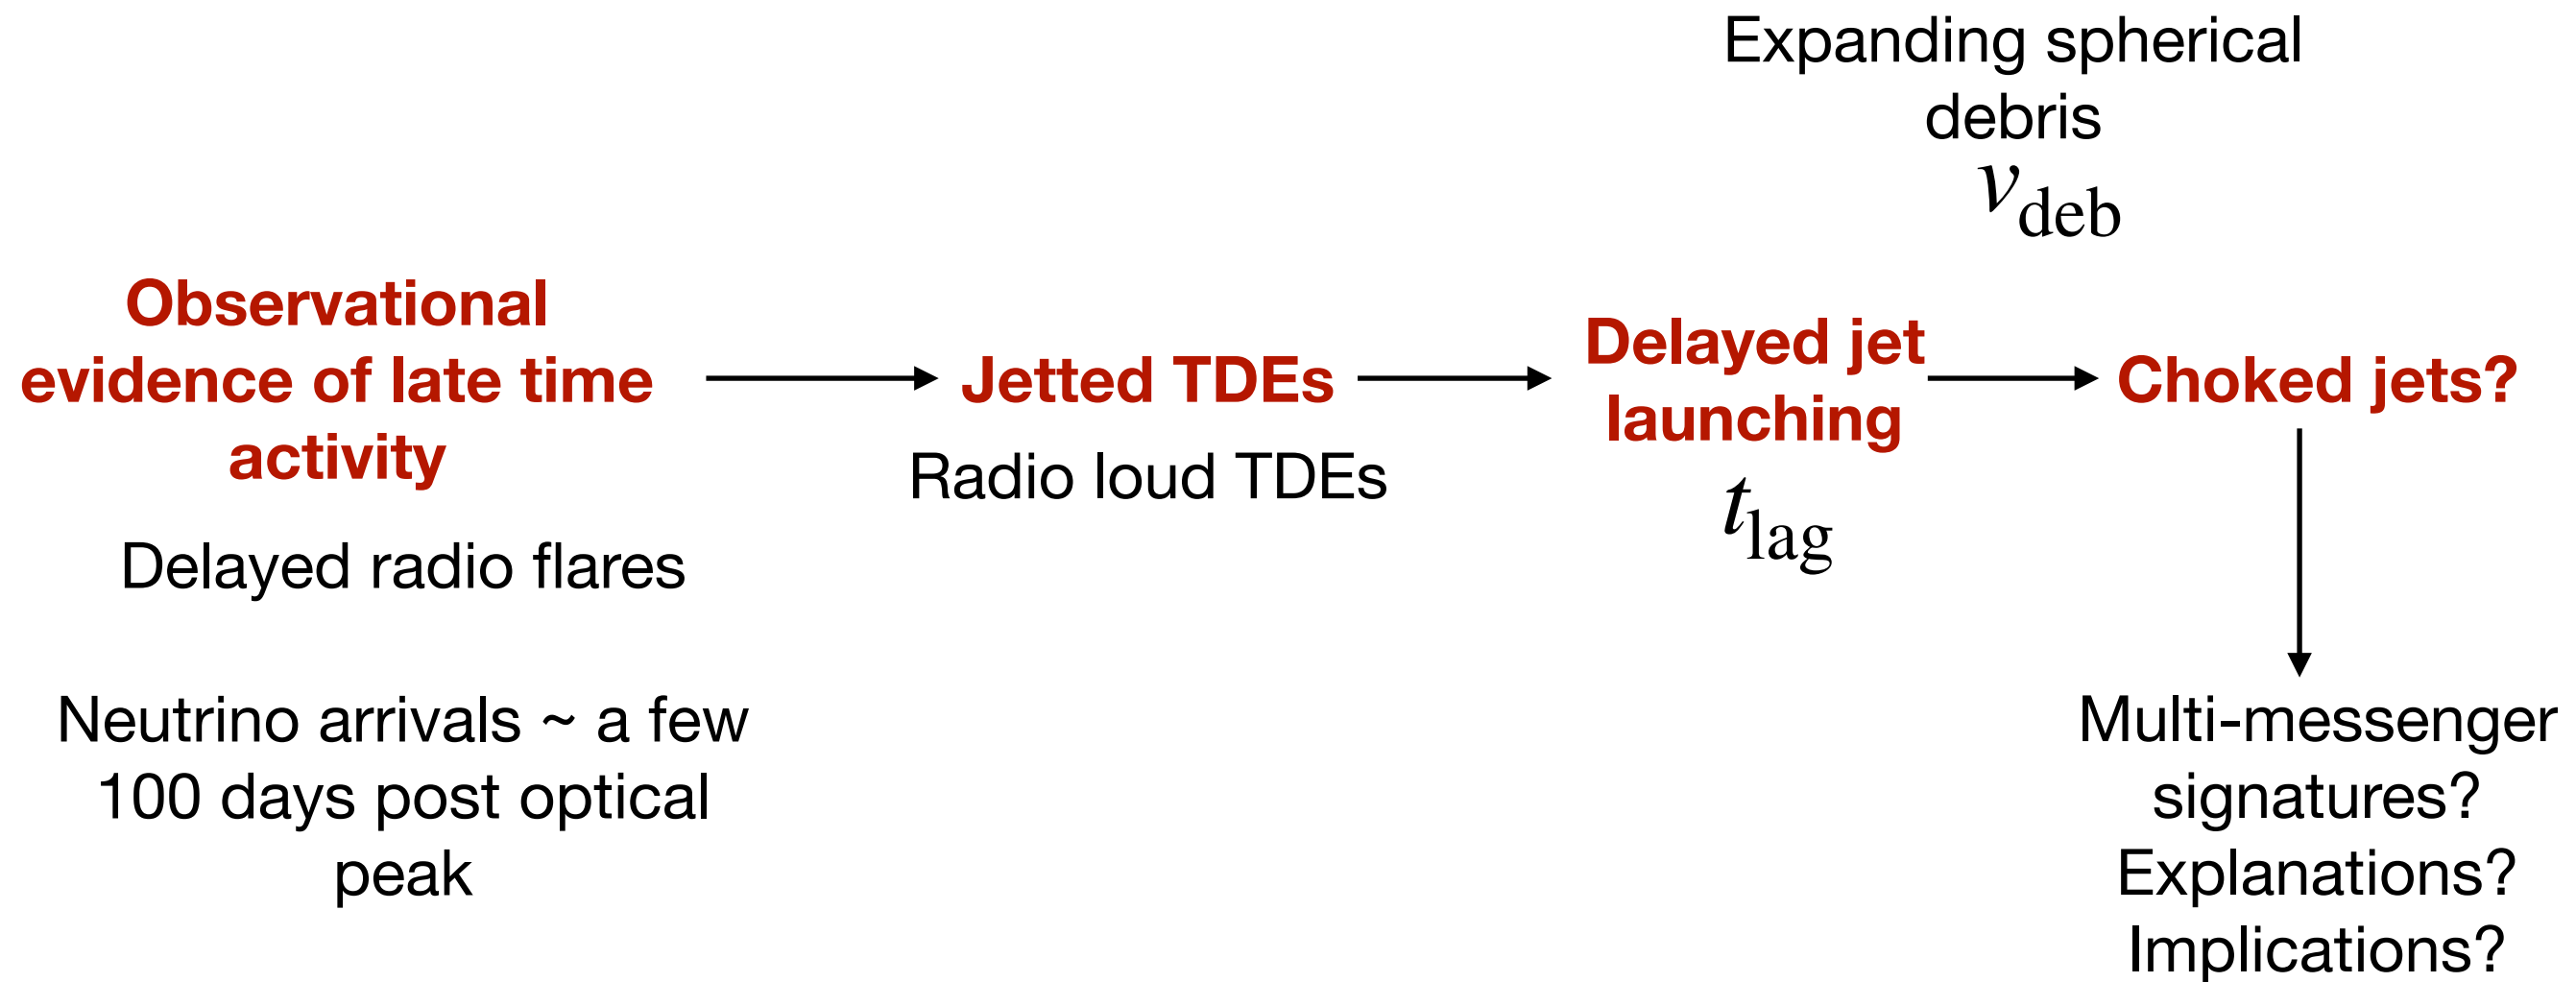 Observational
evidence of late time
activity
Delayed radio flares
Neutrino arrivals ~ a few
100 days post optical
peak
Jetted TDEs
Radio loud TDEs
Expanding spherical
debris
v_deb
Delayed jet
launching
t_lag
Choked jets?
Multi-messenger
signatures?
Explanations?
Implications?